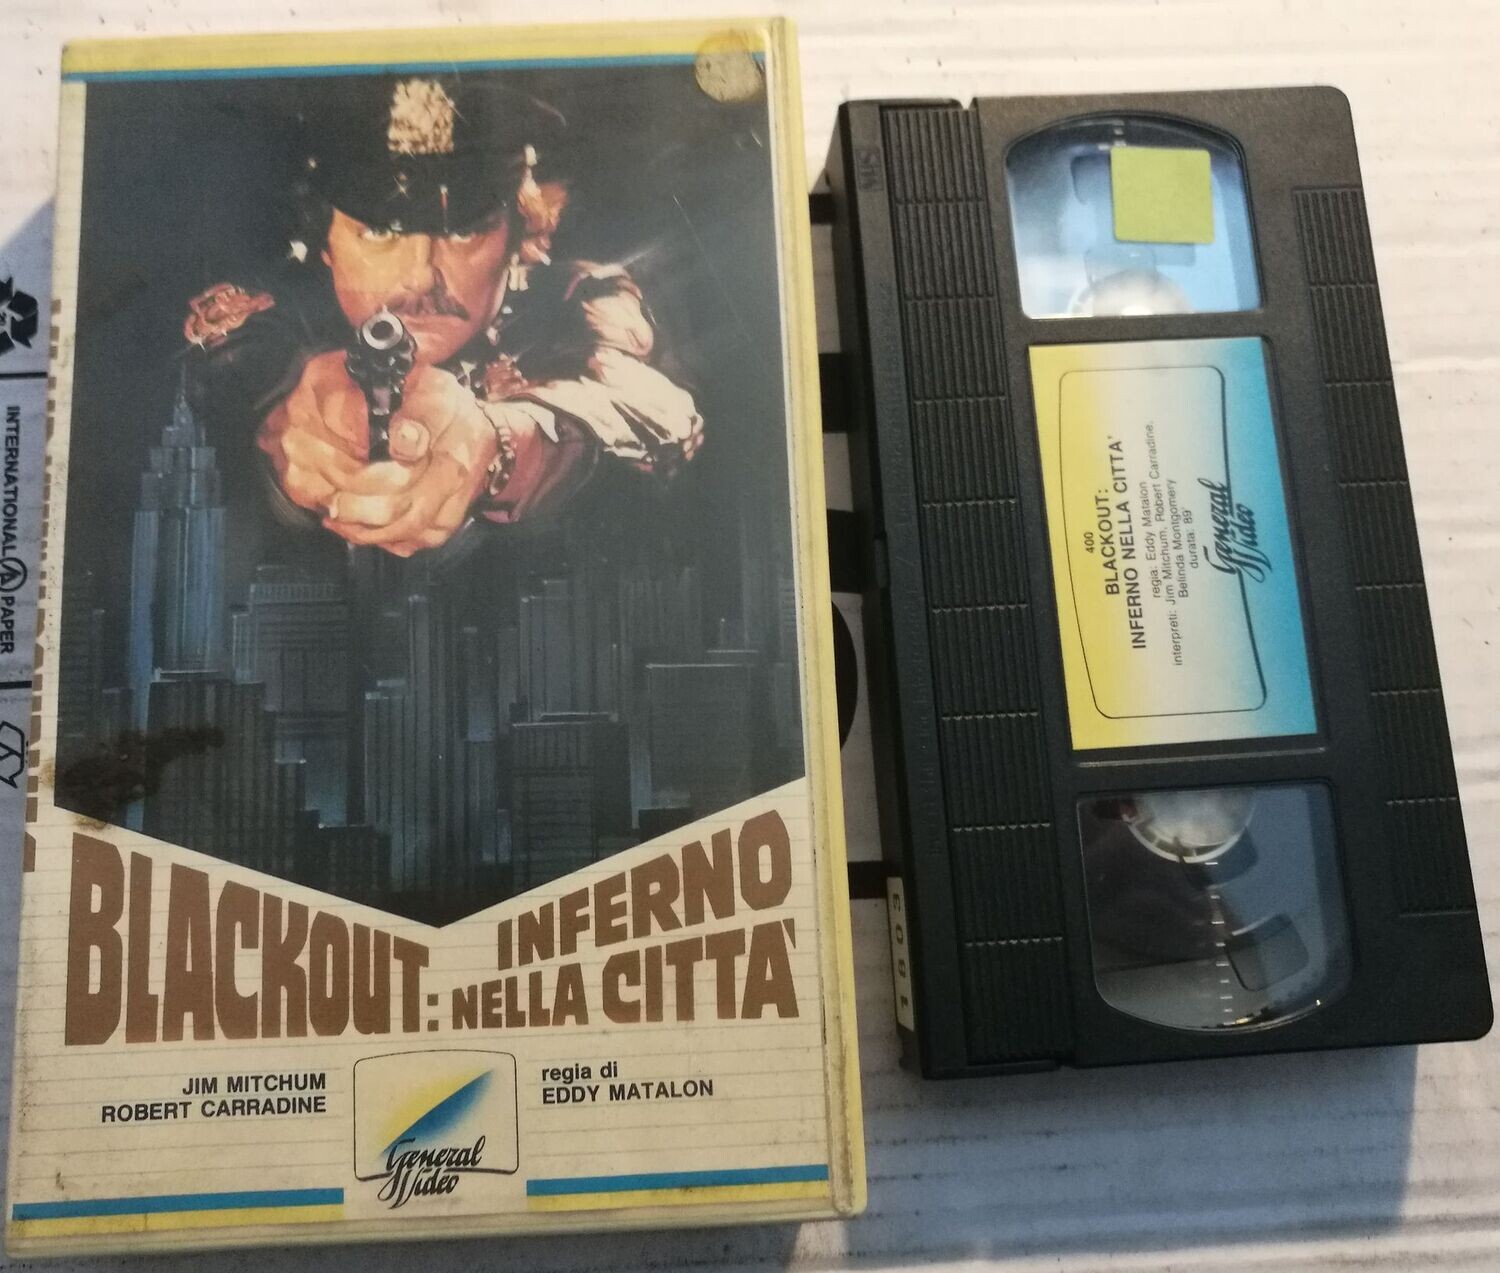 BLACKOUT:
INFERNO
NELLA CITTA'
JIM MITCHUM
ROBERT CARRADINE
General
Video
regia di
EDDY MATALON
INTERNATIONAL PAPER
VHS
400
BLACKOUT:
INFERNO NELLA CITTA'
regia: Eddy Matalon
interpreti: Jim Mitchum, Robert Carradine,
Belinda Montgomery
durata: 89'
General
Video
1803